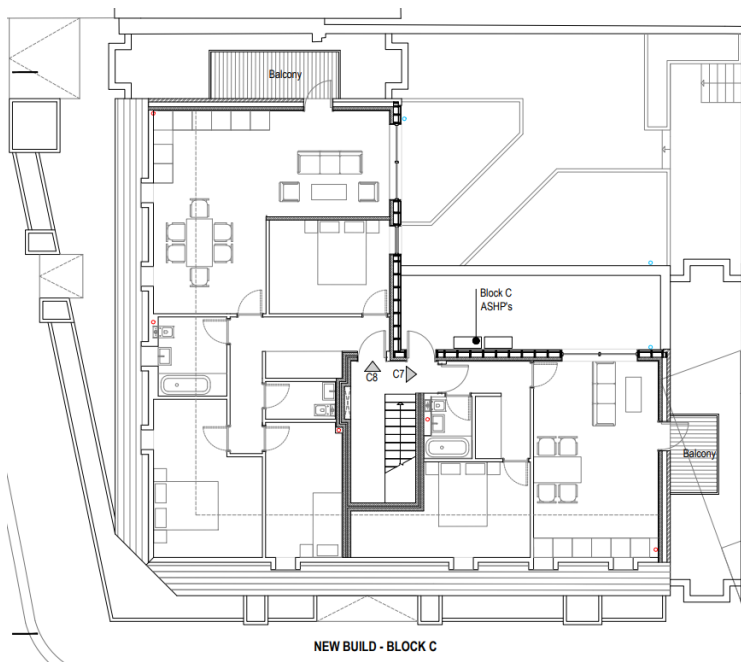 Balcony
Block C
ASHP's
C8
C7
Balcony
NEW BUILD - BLOCK C